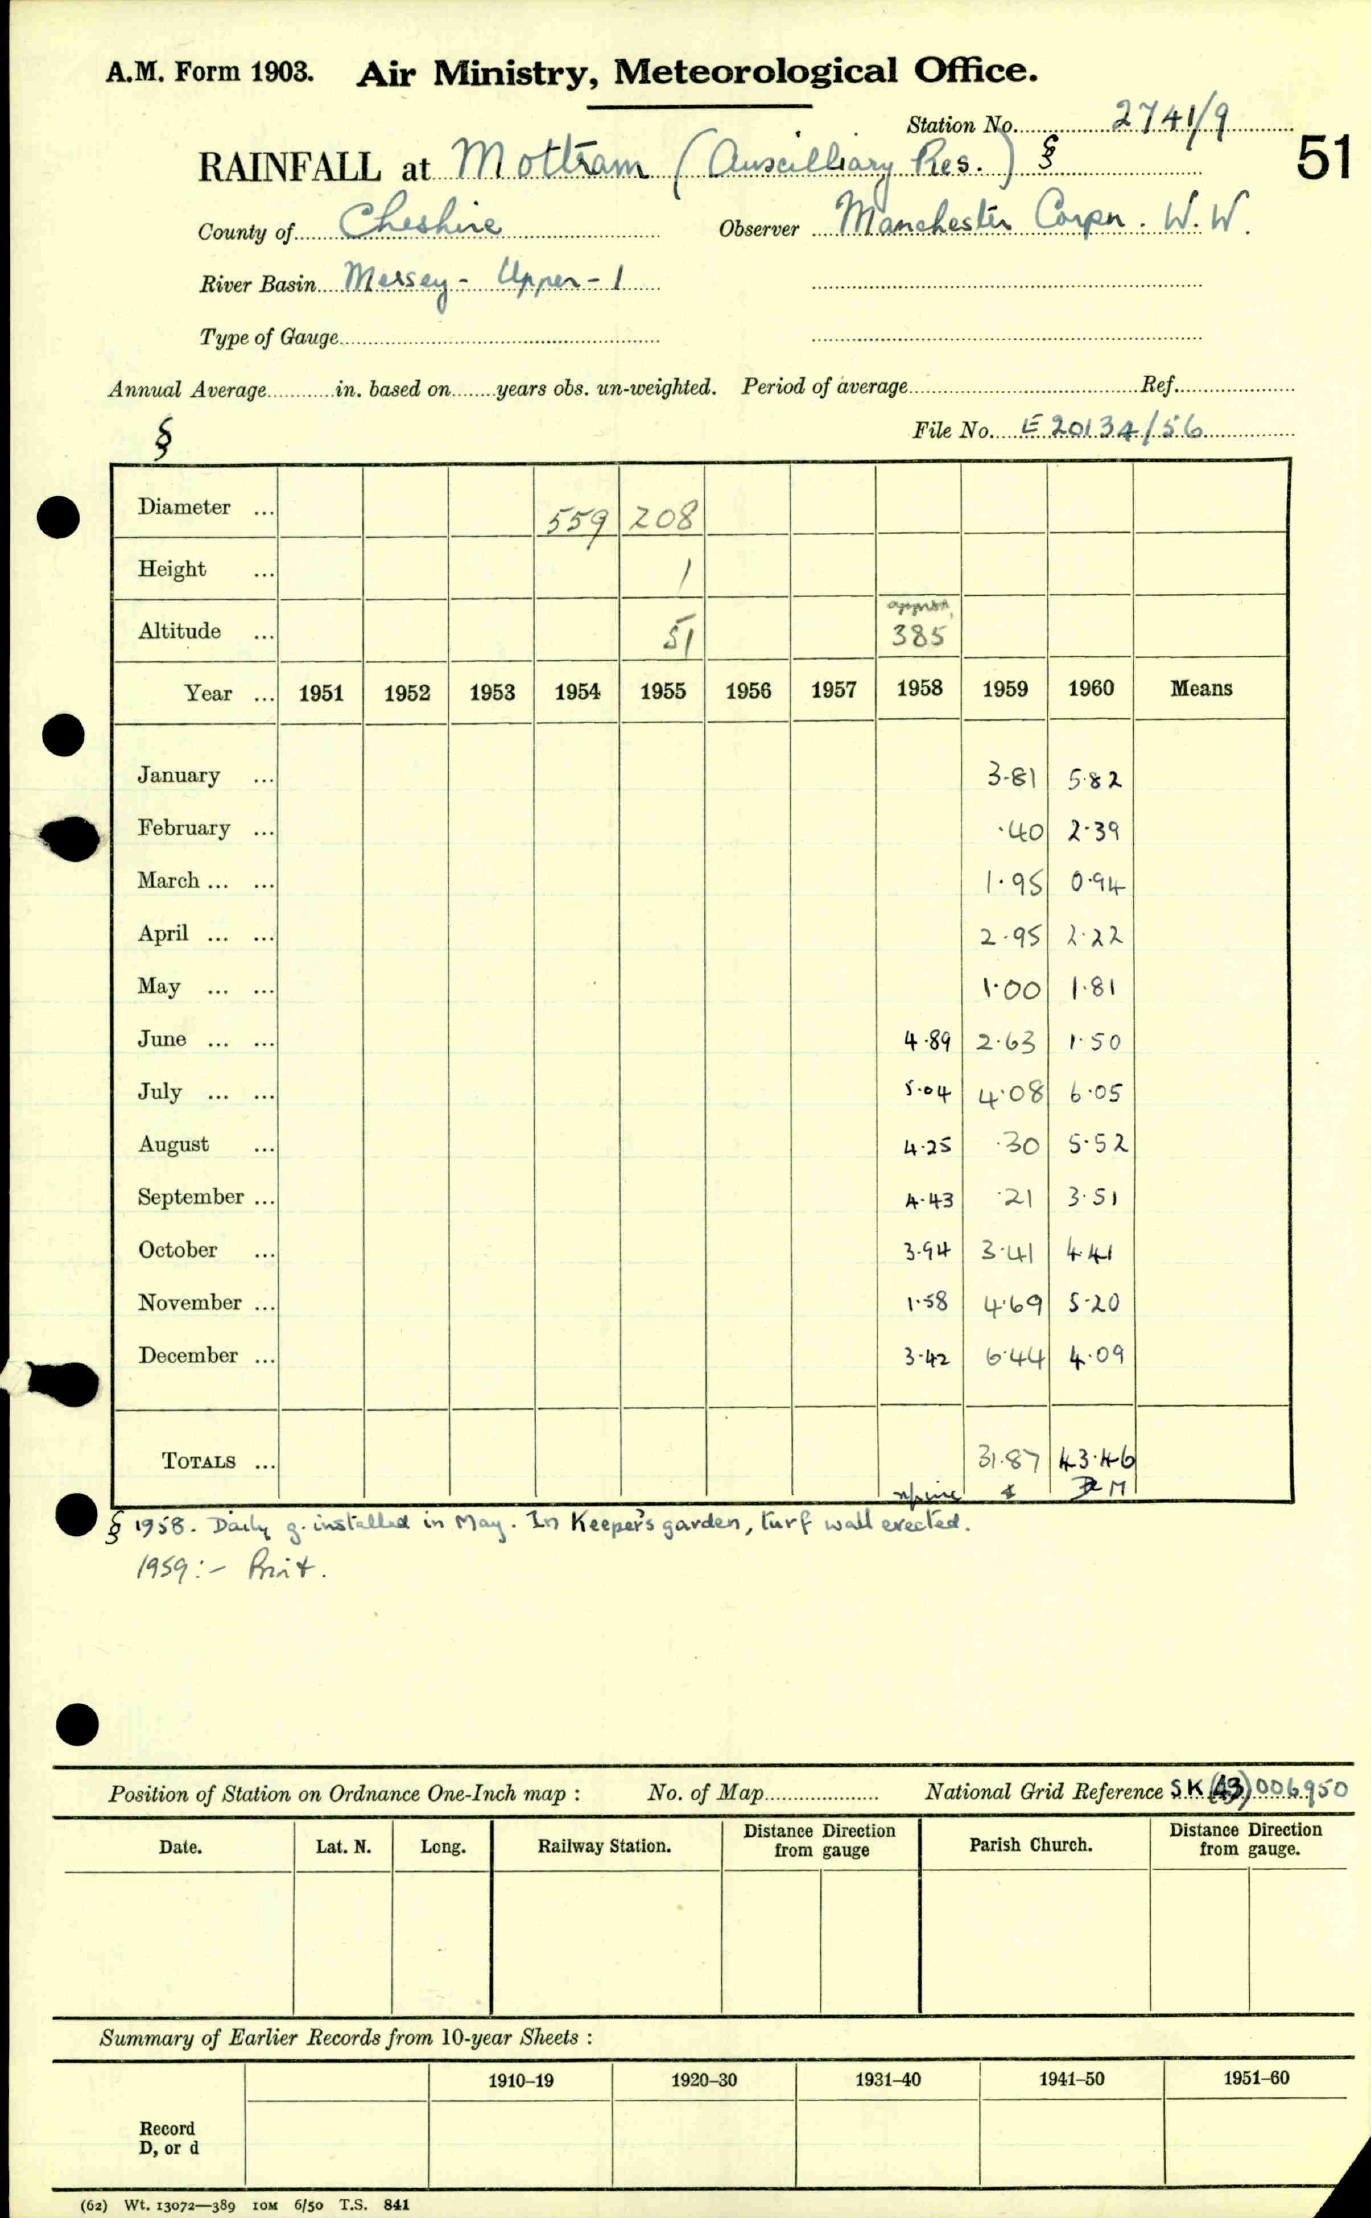 A.M. Form 1903. Air Ministry, Meteorological Office.
Station No. 2741/9
51
RAINFALL at Mottram (Auxcilliary Res.) §
County of Cheshire Observer Manchester Corpn. W.W.
River Basin Mersey - Upper - 1
Type of Gauge
Annual Average in. based on years obs. un-weighted. Period of average Ref.
§ File No. E 20134/56
Diameter ... 559 208
Height ... 1
approx.
Altitude ... 51 385
Year ... 1951 1952 1953 1954 1955 1956 1957 1958 1959 1960 Means
January ... 3.81 5.82
February ... .40 2.39
March ... ... 1.95 0.94
April ... ... 2.95 2.22
May ... ... 1.00 1.81
June ... ... 4.89 2.63 1.50
July ... ... 5.04 4.08 6.05
August ... 4.25 .30 5.52
September ... 4.43 .21 3.51
October ... 3.94 3.41 4.41
November ... 1.58 4.69 5.20
December ... 3.42 6.44 4.09
TOTALS ... 31.87 43.46
§ 1958. Daily g. installed in May. In Keeper's garden, turf wall erected.
1959:- Print.
Position of Station on Ordnance One-Inch map : No. of Map National Grid Reference SK (43) 006950
Date. Lat. N. Long. Railway Station. Distance from Direction gauge Parish Church. Distance from Direction gauge.
Summary of Earlier Records from 10-year Sheets :
1910–19 1920–30 1931–40 1941–50 1951–60
Record
D, or d
(62) Wt. 13072—389 10M 6/50 T.S. 841